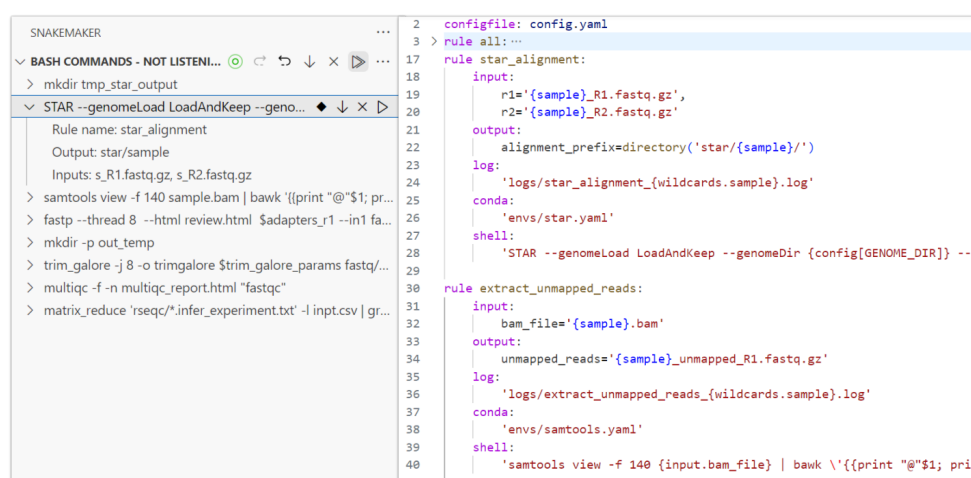 SNAKEMAKER ...
BASH COMMANDS - NOT LISTENI... ...
mkdir tmp_star_output
STAR --genomeLoad LoadAndKeep --geno...
Rule name: star_alignment
Output: star/sample
Inputs: s_R1.fastq.gz, s_R2.fastq.gz
samtools view -f 140 sample.bam | bawk '{{print "@"$1; pr...
fastp --thread 8 --html review.html $adapters_r1 --in1 fa...
mkdir -p out_temp
trim_galore -j 8 -o trimgalore $trim_galore_params fastq/...
multiqc -f -n multiqc_report.html "fastqc"
matrix_reduce 'rseqc/*.infer_experiment.txt' -l inpt.csv | gr...
2 configfile: config.yaml
3 rule all: ...
17 rule star_alignment:
18 input:
19 r1='{sample}_R1.fastq.gz',
20 r2='{sample}_R2.fastq.gz'
21 output:
22 alignment_prefix=directory('star/{sample}/')
23 log:
24 'logs/star_alignment_{wildcards.sample}.log'
25 conda:
26 'envs/star.yaml'
27 shell:
28 'STAR --genomeLoad LoadAndKeep --genomeDir {config[GENOME_DIR]} --
29
30 rule extract_unmapped_reads:
31 input:
32 bam_file='{sample}.bam'
33 output:
34 unmapped_reads='{sample}_unmapped_R1.fastq.gz'
35 log:
36 'logs/extract_unmapped_reads_{wildcards.sample}.log'
37 conda:
38 'envs/samtools.yaml'
39 shell:
40 'samtools view -f 140 {input.bam_file} | bawk \'{{print "@"$1; pri